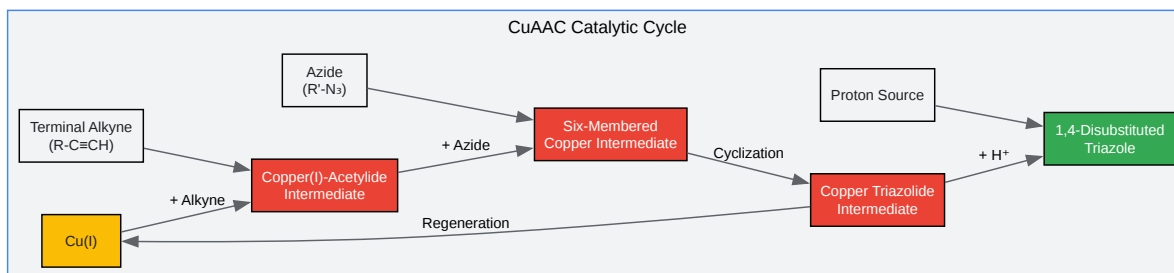 CuAAC Catalytic Cycle
Azide
(R'-N₃)
Proton Source
Terminal Alkyne
(R-C≡CH)
Six-Membered
Copper Intermediate
1,4-Disubstituted
Triazole
+ Azide
Cyclization
+ H⁺
Copper(I)-Acetylide
Intermediate
Copper Triazolide
Intermediate
+ Alkyne
Regeneration
Cu(I)